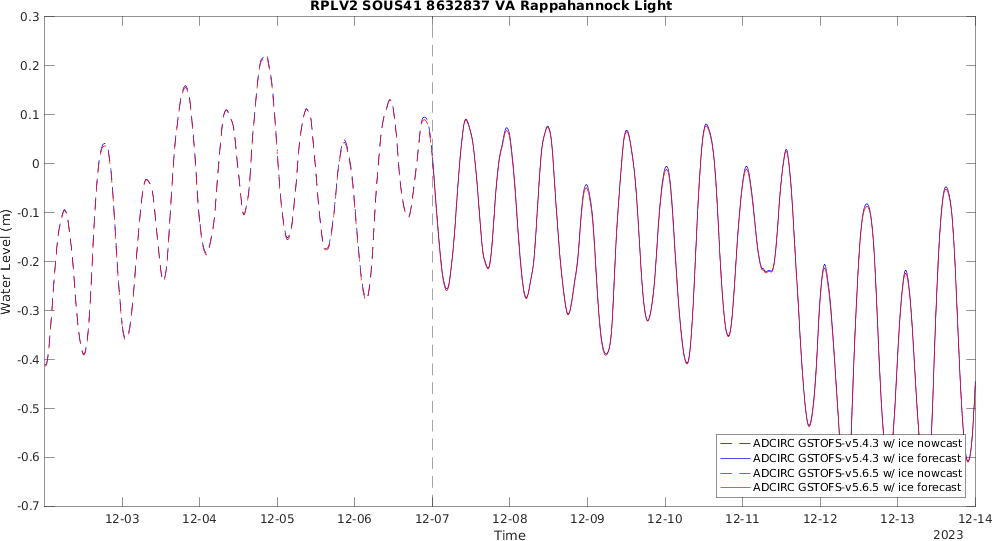 RPLV2 SOUS41 8632837 VA Rappahannock Light
0.3
0.2
0.1
0
-0.1
-0.2
-0.3
-0.4
-0.5
-0.6
-0.7
Water Level (m)
ADCIRC GSTOFS-v5.4.3 w/ ice nowcast
ADCIRC GSTOFS-v5.4.3 w/ ice forecast
ADCIRC GSTOFS-v5.6.5 w/ ice nowcast
ADCIRC GSTOFS-v5.6.5 w/ ice forecast
12-03 12-04 12-05 12-06 12-07 12-08 12-09 12-10 12-11 12-12 12-13 12-14
Time
2023